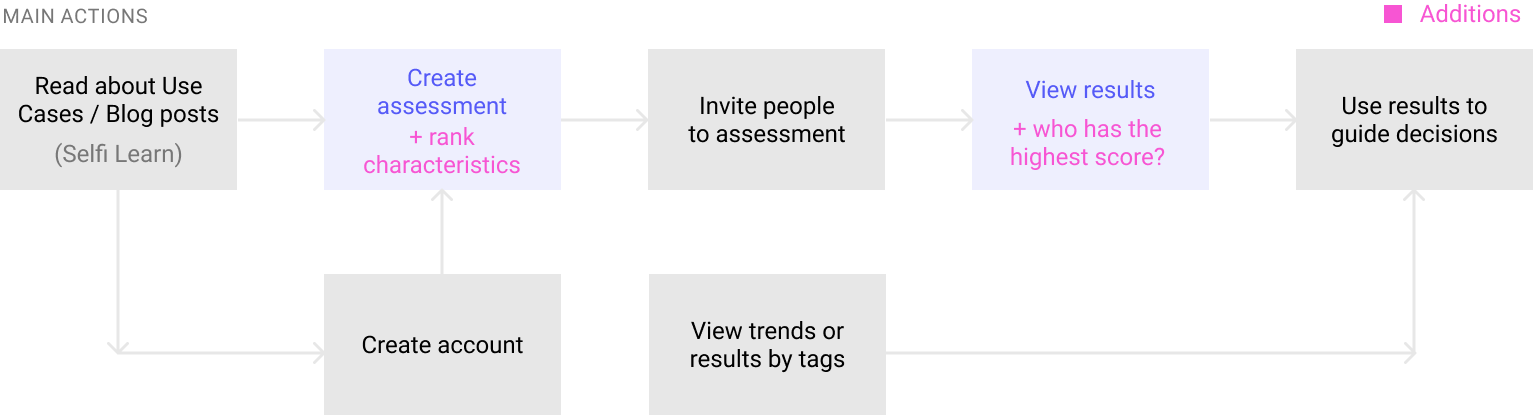 MAIN ACTIONS
Additions
Read about Use
Cases / Blog posts
(Selfi Learn)
Create
assessment
+ rank
characteristics
Invite people
to assessment
View results
+ who has the
highest score?
Use results to
guide decisions
Create account
View trends or
results by tags